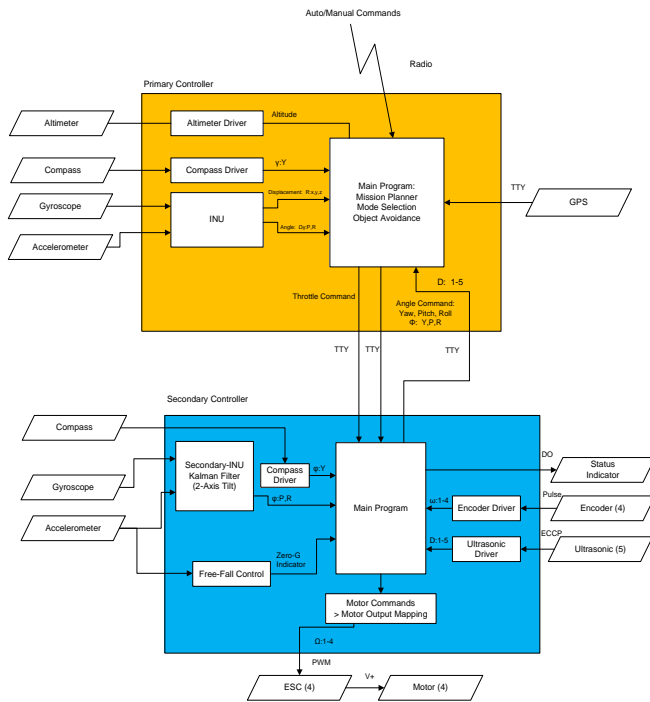 Auto/Manual Commands
Radio
Primary Controller
Altimeter
Altimeter Driver
Altitude
Compass
Compass Driver
γ:Y
Gyroscope
Accelerometer
INU
Displacement: R:x,y,z
Angle: Ωγ:P,R
Main Program:
Mission Planner
Mode Selection
Object Avoidance
TTY
GPS
D: 1-5
Throttle Command
Angle Command:
Yaw, Pitch, Roll
Φ: Y,P,R
TTY
TTY
TTY
Secondary Controller
Compass
Gyroscope
Accelerometer
Secondary-INU
Kalman Filter
(2-Axis Tilt)
Compass
Driver
φ:Y
φ:P,R
Main Program
Free-Fall Control
Zero-G
Indicator
DO
Status
Indicator
ω:1-4
Encoder Driver
Pulse
Encoder (4)
D:1-5
Ultrasonic
Driver
ECCP
Ultrasonic (5)
Motor Commands
> Motor Output Mapping
Ω:1-4
PWM
ESC (4)
V+
Motor (4)